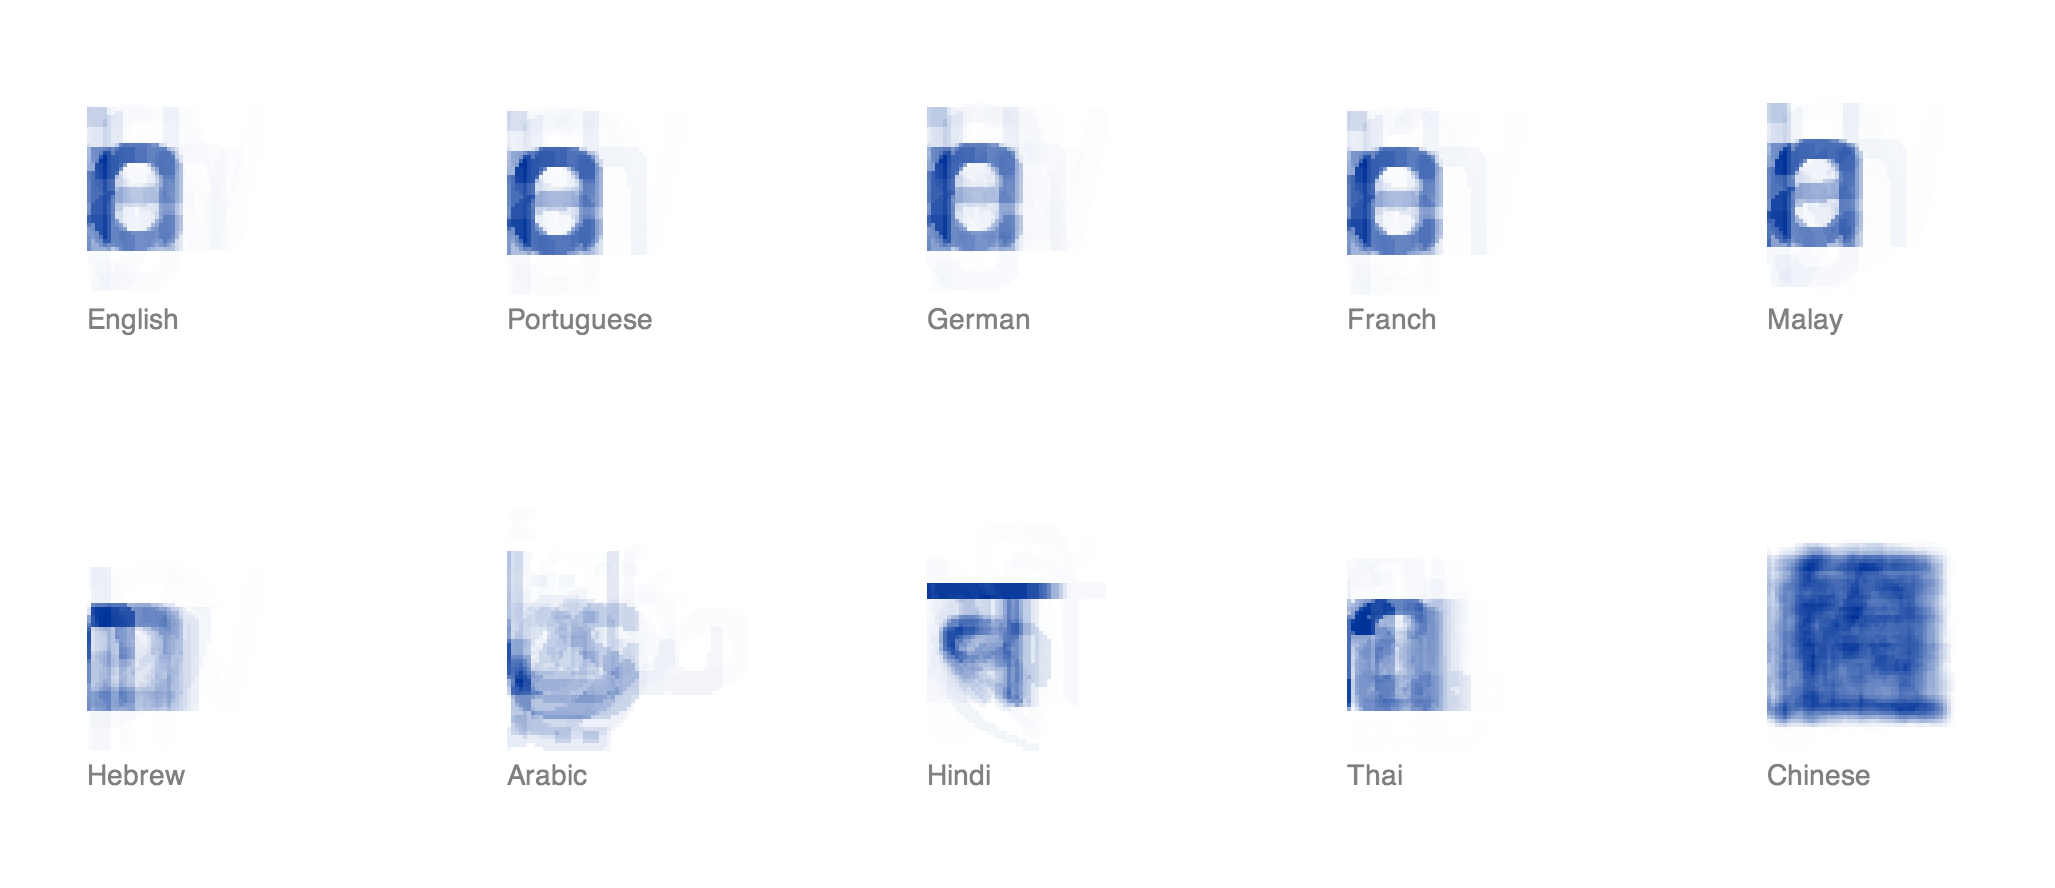 English
Portuguese
German
Franch
Malay
Hebrew
Arabic
Hindi
Thai
Chinese